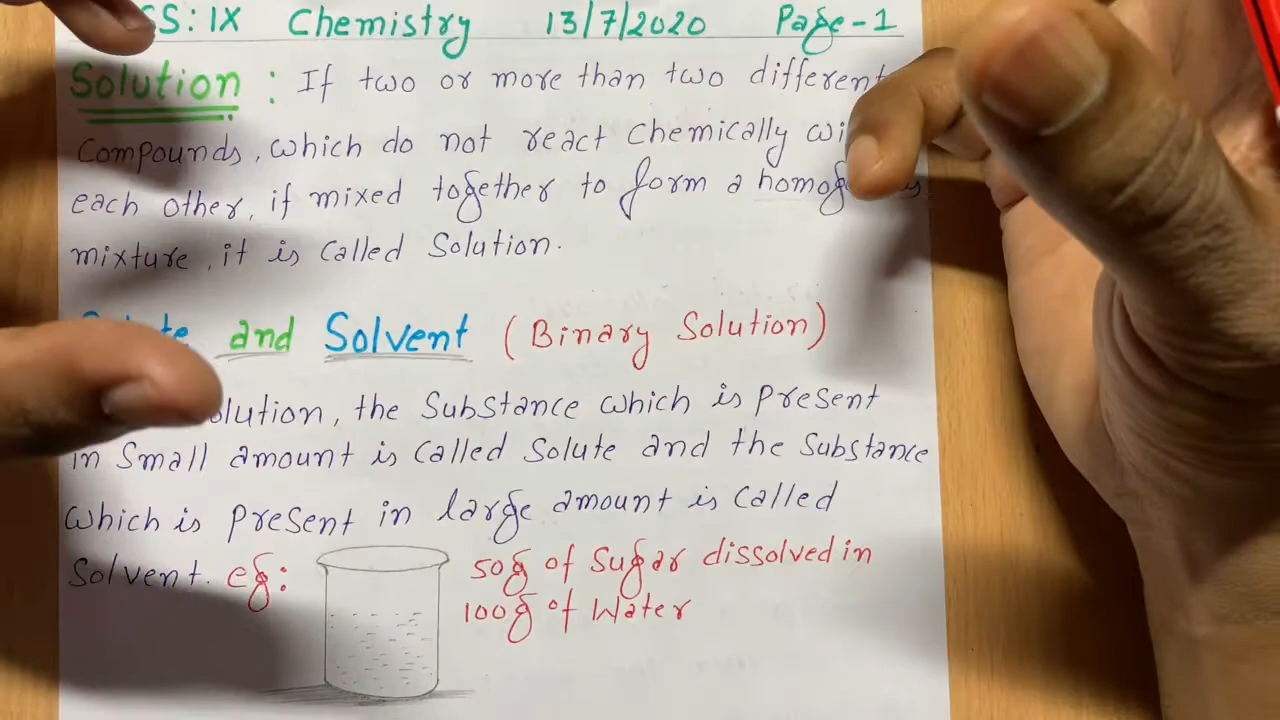 : IX Chemistry 13/7/2020 Page-1
Solution : If two or more than two different
Compounds, which do not react Chemically
each other, if mixed together to form a
mixture, it is Called Solution.
and Solvent (Binary Solution)
the Substance which is present
in Small amount is Called Solute and the Substance
which is present in large amount is Called
Solvent. eg: 50g of Sugar dissolved in
100g of Water